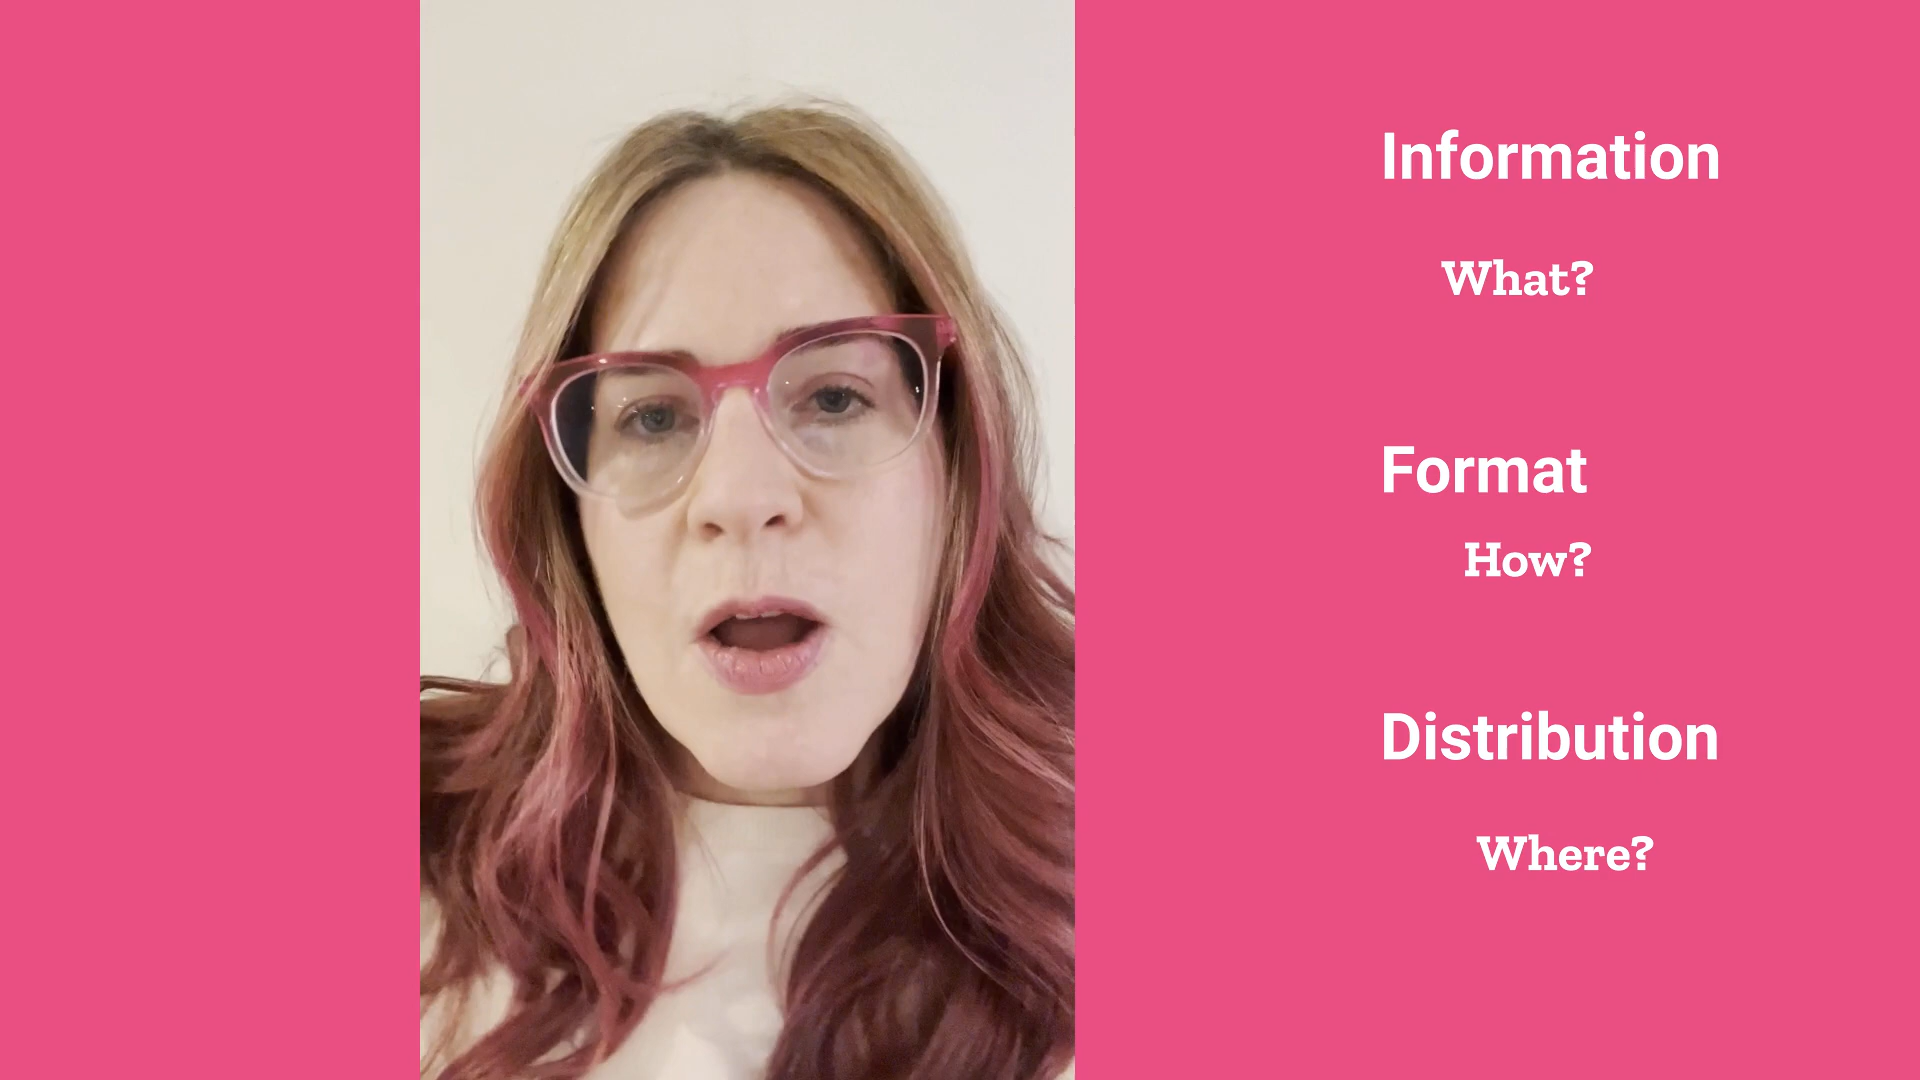 Information
What?
Format
How?
Distribution
Where?